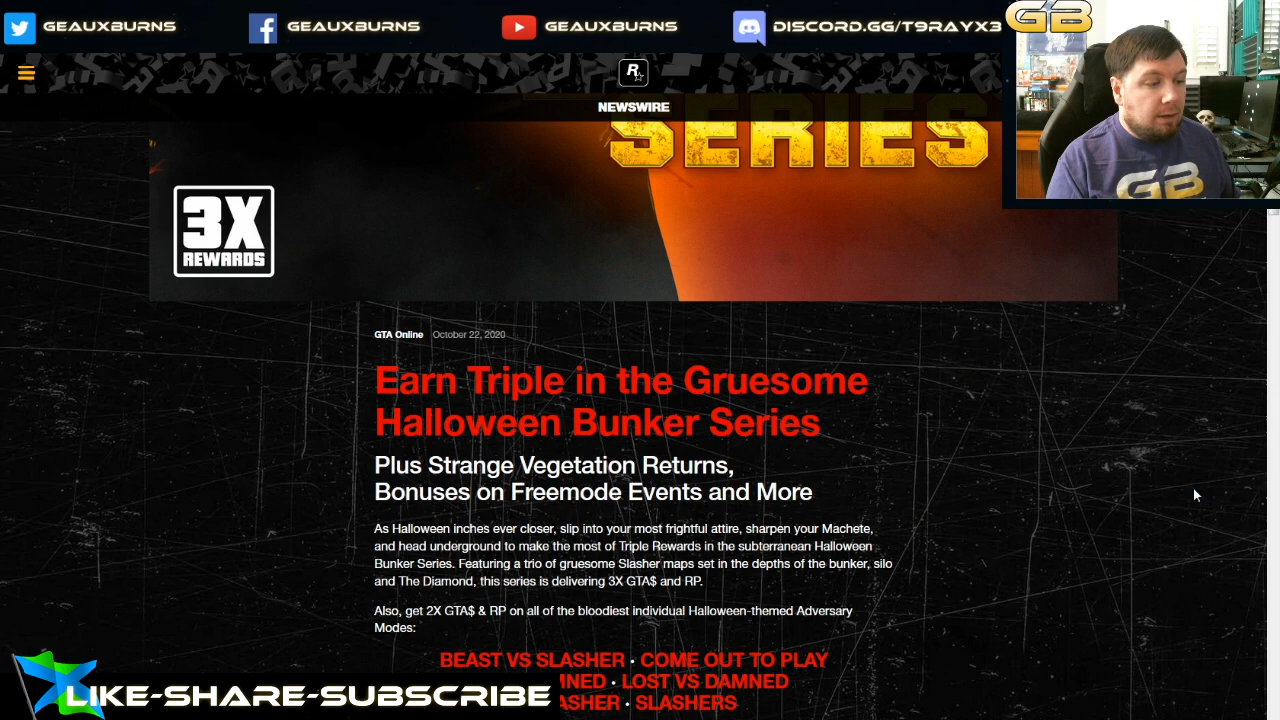 GEAUXBURNS
GEAUXBURNS
GEAUXBURNS
DISCORD.GG/T9RAYX3
GB
R
NEWSWIRE
SERIES
GB
3X
REWARDS
GTA Online October 22, 2020
Earn Triple in the Gruesome
Halloween Bunker Series
Plus Strange Vegetation Returns,
Bonuses on Freemode Events and More
As Halloween inches ever closer, slip into your most frightful attire, sharpen your Machete,
and head underground to make the most of Triple Rewards in the subterranean Halloween
Bunker Series. Featuring a trio of gruesome Slasher maps set in the depths of the bunker, silo
and The Diamond, this series is delivering 3X GTA$ and RP.
Also, get 2X GTA$ & RP on all of the bloodiest individual Halloween-themed Adversary
Modes:
BEAST VS SLASHER • COME OUT TO PLAY
MNED • LOST VS DAMNED
ASHER • SLASHERS
LIKE-SHARE-SUBSCRIBE